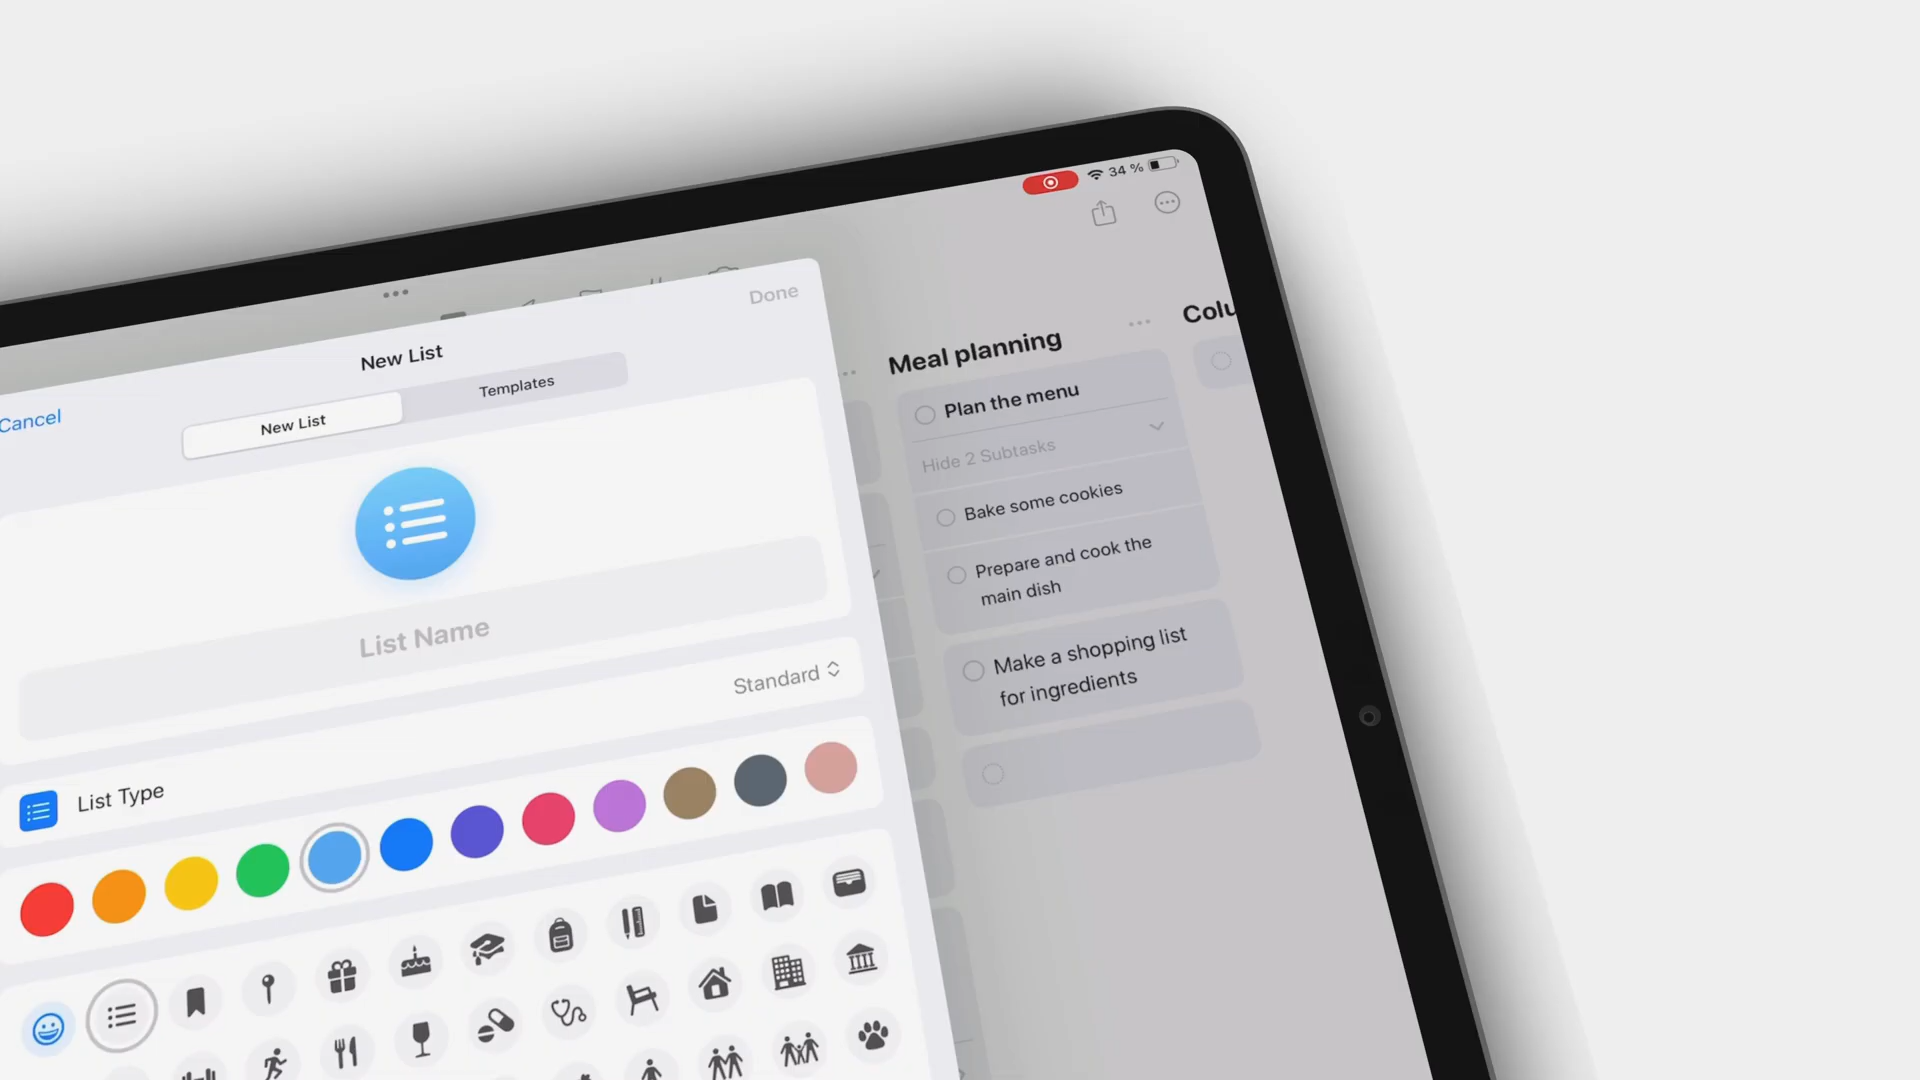 34 %
Done
New List
Cancel
New List
Templates
List Name
Standard
List Type
Meal planning
Plan the menu
Hide 2 Subtasks
Bake some cookies
Prepare and cook the
main dish
Make a shopping list
for ingredients
Colu